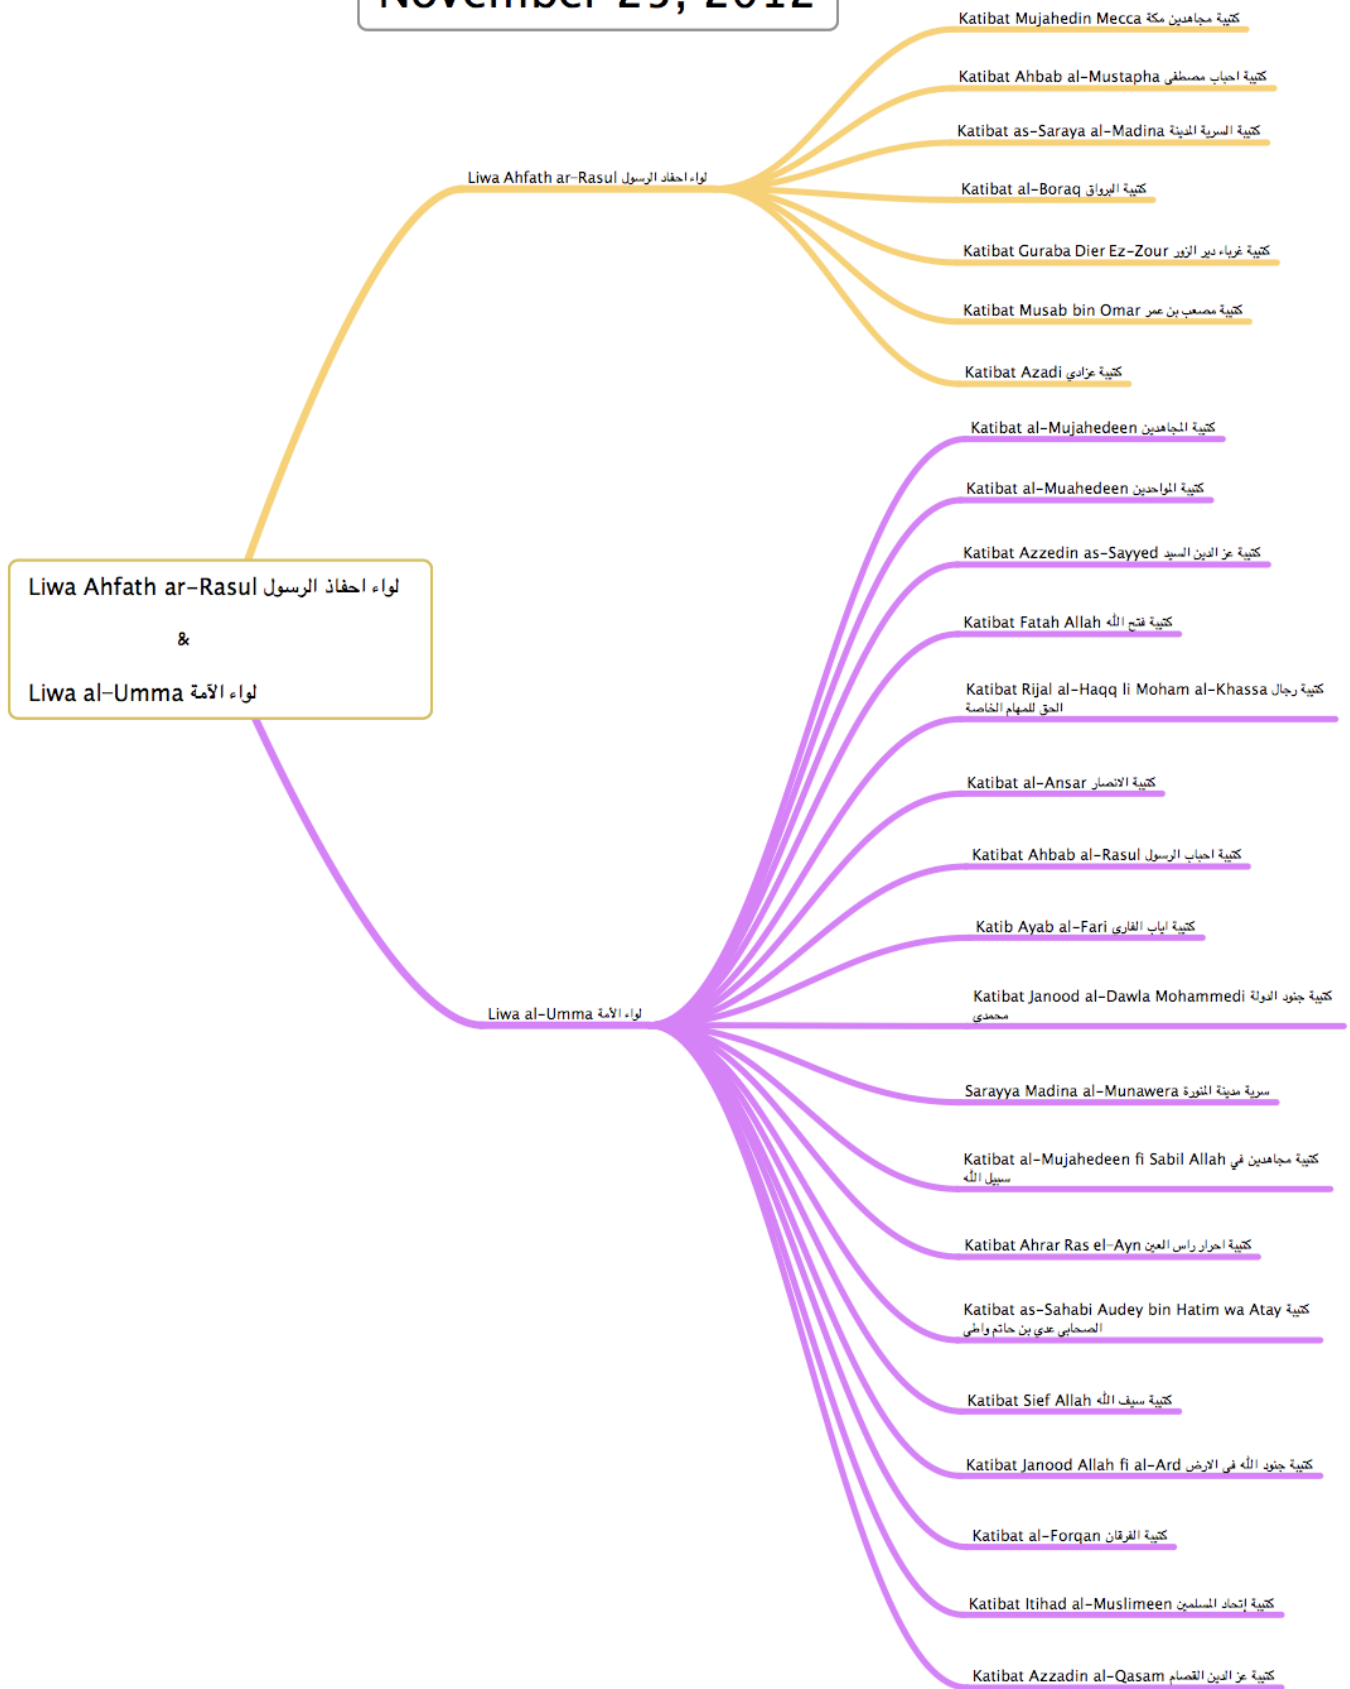 November 29, 2012
Katibat Mujahedin Mecca كتيبة مجاهدين مكة
Katibat Ahbab al-Mustapha كتيبة احباب مصطفى
Katibat as-Saraya al-Madina كتيبة السرية المدينة
Liwa Ahfath ar-Rasul لواء احفاد الرسول
Katibat al-Boraq كتيبة البرواق
Katibat Guraba Dier Ez-Zour كتيبة غرباء دير الزور
Katibat Musab bin Omar كتيبة مصعب بن عمر
Katibat Azadi كتيبة عزادي
Katibat al-Mujahedeen كتيبة المجاهدين
Katibat al-Muahedeen كتيبة المواحدين
Katibat Azzedin as-Sayyed كتيبة عز الدين السيد
Liwa Ahfath ar-Rasul لواء احفاذ الرسول
&
Liwa al-Umma لواء الآمة
Katibat Fatah Allah كتيبة فتح الله
Katibat Rijal al-Haqq li Moham al-Khassa كتيبة رجال
الحق للمهام الخاصة
Katibat al-Ansar كتيبة الانصار
Katibat Ahbab al-Rasul كتيبة احباب الرسول
Katib Ayab al-Fari كتيبة اياب الفاري
Liwa al-Umma لواء الأمة
Katibat Janood al-Dawla Mohammedi كتيبة جنود الدولة
محمدي
Sarayya Madina al-Munawera سرية مدينة المنورة
Katibat al-Mujahedeen fi Sabil Allah كتيبة مجاهدين في
سبيل الله
Katibat Ahrar Ras el-Ayn كتيبة احرار راس العين
Katibat as-Sahabi Audey bin Hatim wa Atay كتيبة
الصحابي عدي بن حاتم واطي
Katibat Sief Allah كتيبة سيف الله
Katibat Janood Allah fi al-Ard كتيبة جنود الله في الارض
Katibat al-Forqan كتيبة الفرقان
Katibat Itihad al-Muslimeen كتيبة إتحاد المسلمين
Katibat Azzadin al-Qasam كتيبة عز الدين القصام